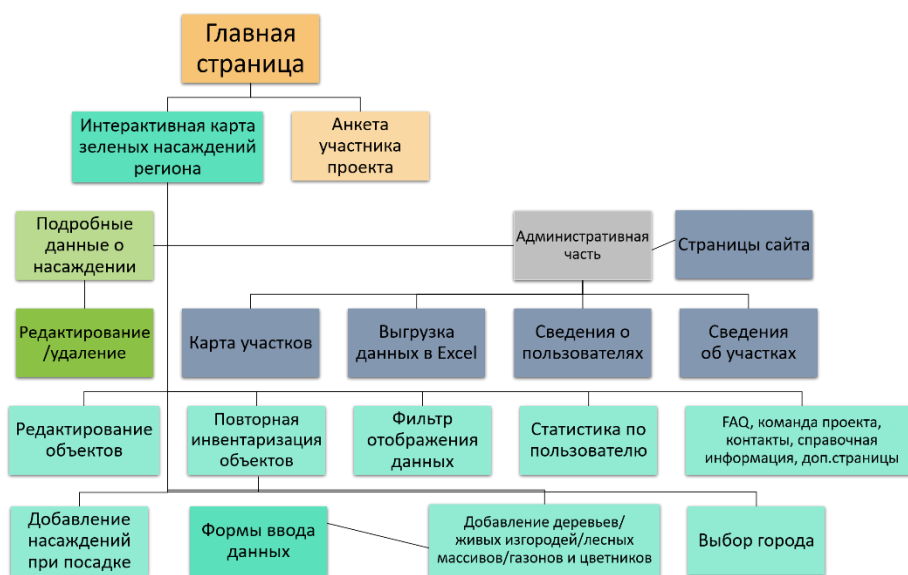 Главная
страница
Интерактивная карта
зеленых насаждений
региона
Анкета
участника
проекта
Подробные
данные о
насаждении
Административная
часть
Страницы сайта
Редактирование
/удаление
Карта участков
Выгрузка
данных в Excel
Сведения о
пользователях
Сведения
об участках
Редактирование
объектов
Повторная
инвентаризация
объектов
Фильтр
отображения
данных
Статистика по
пользователю
FAQ, команда проекта,
контакты, справочная
информация, доп.страницы
Добавление
насаждений
при посадке
Формы ввода
данных
Добавление деревьев/
живых изгородей/лесных
массивов/газонов и цветников
Выбор города